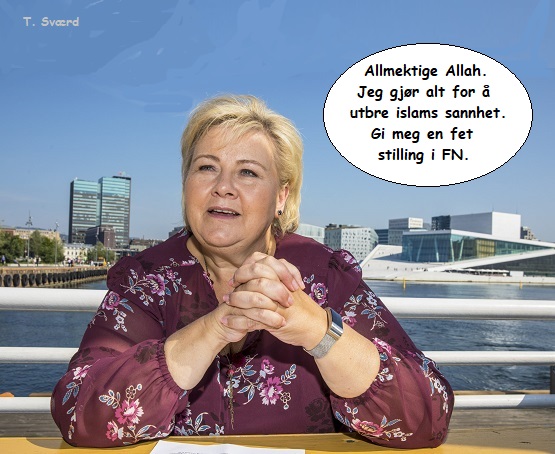 T. Sværd
Allmektige Allah.
Jeg gjør alt for å
utbre islams sannhet.
Gi meg en fet
stilling i FN.